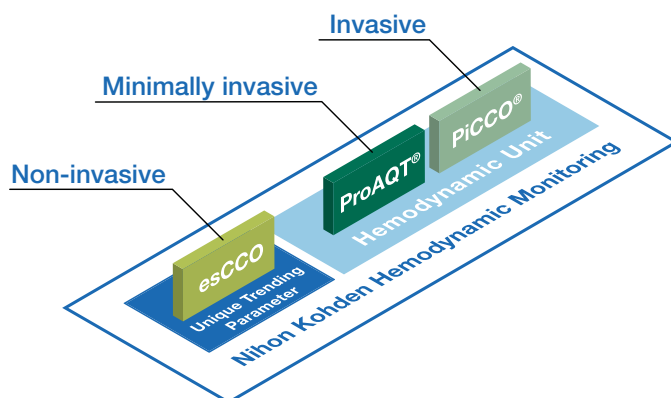 Invasive
Minimally invasive
Non-invasive
PiCCO®
ProAQT®
esCCO
Hemodynamic Unit
Unique Trending
Parameter
Nihon Kohden Hemodynamic Monitoring